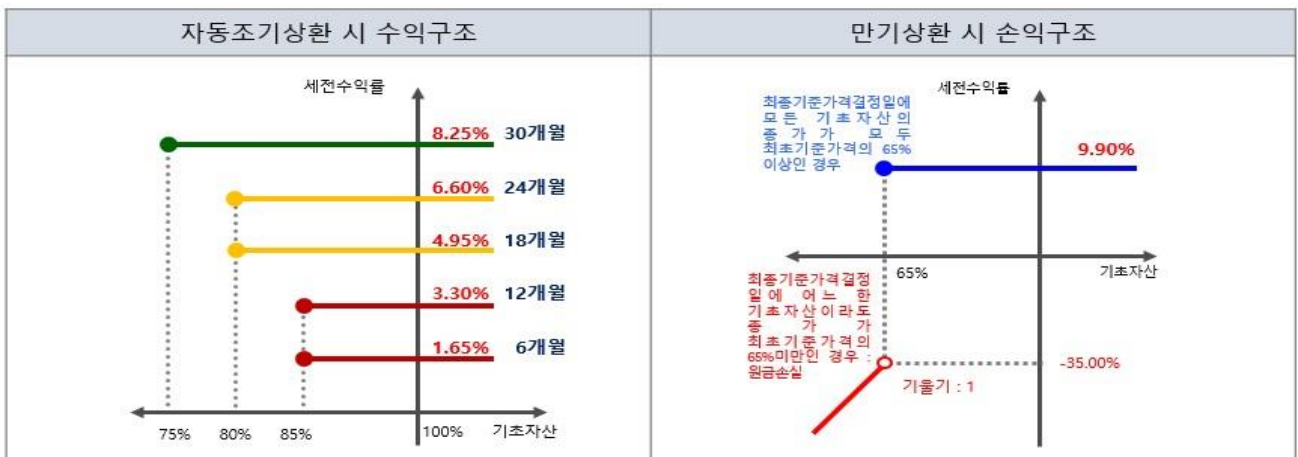 자동조기상환 시 수익구조
만기상환 시 손익구조
세전수익률
8.25% 30개월
6.60% 24개월
4.95% 18개월
3.30% 12개월
1.65% 6개월
75% 80% 85% 100% 기초자산
세전수익률
최종기준가격결정일에
모든 기초자산의
종가가 모두
최초기준가격의 65%
이상인 경우
9.90%
65%
기초자산
최종기준가격결정
일에 어느 한
기초자산이라도
종가가
최초기준가격의
65%미만인 경우 :
원금손실
-35.00%
기울기 : 1